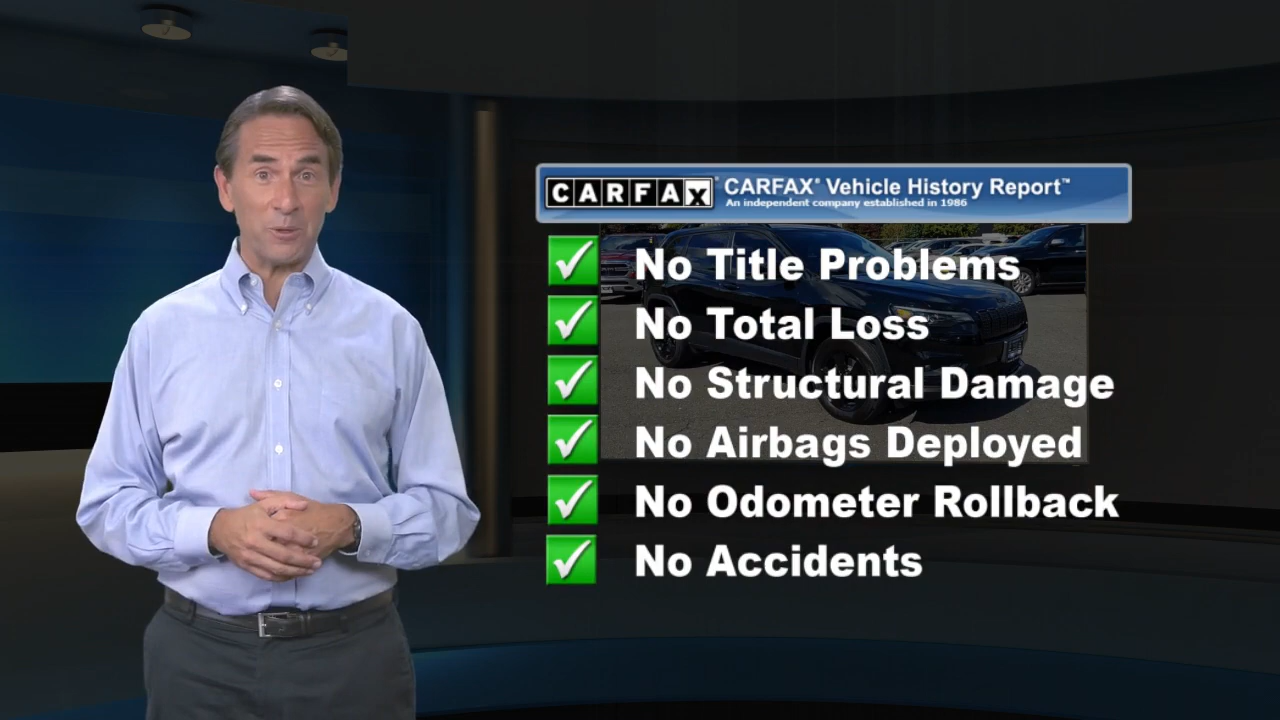 CARFAX® CARFAX® Vehicle History Report™
An independent company established in 1986
No Title Problems
No Total Loss
No Structural Damage
No Airbags Deployed
No Odometer Rollback
No Accidents